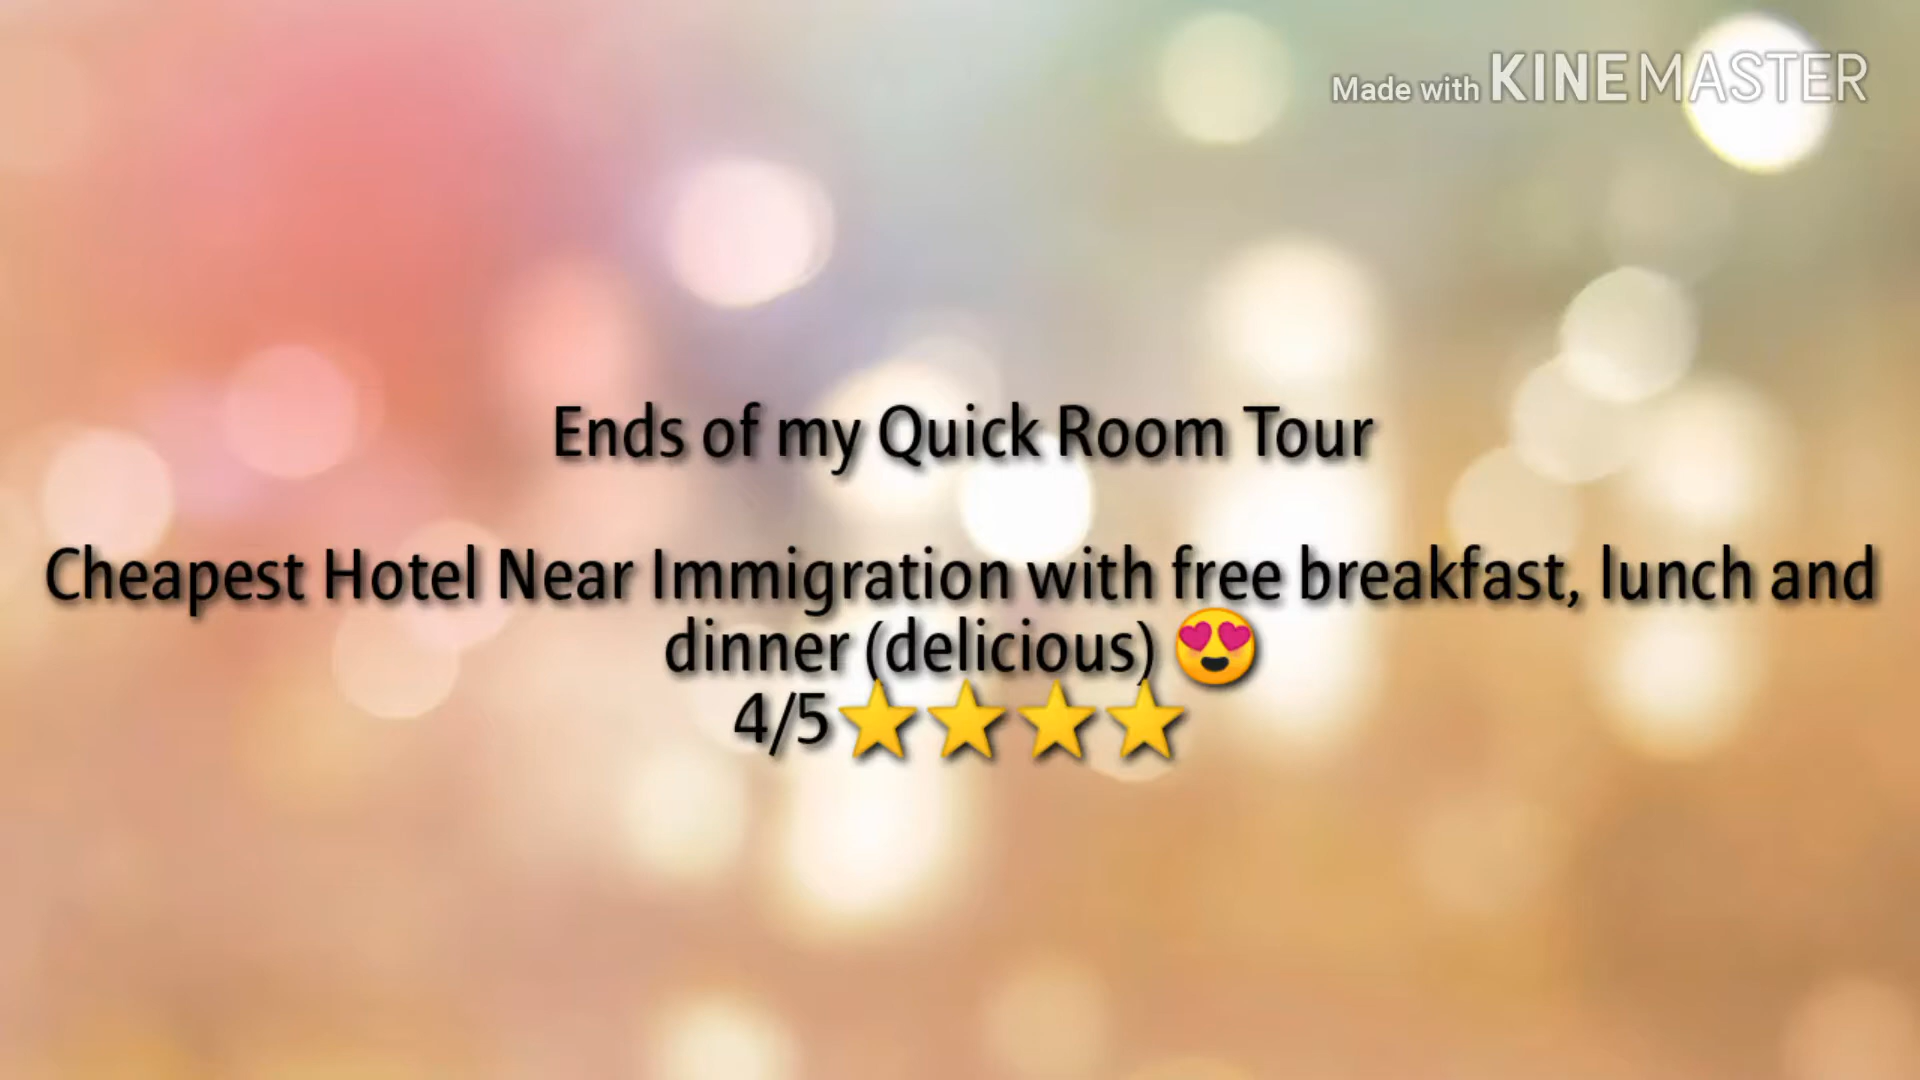 Made with KINEMASTER
Ends of my Quick Room Tour
Cheapest Hotel Near Immigration with free breakfast, lunch and
dinner (delicious) 😍
4/5⭐⭐⭐⭐